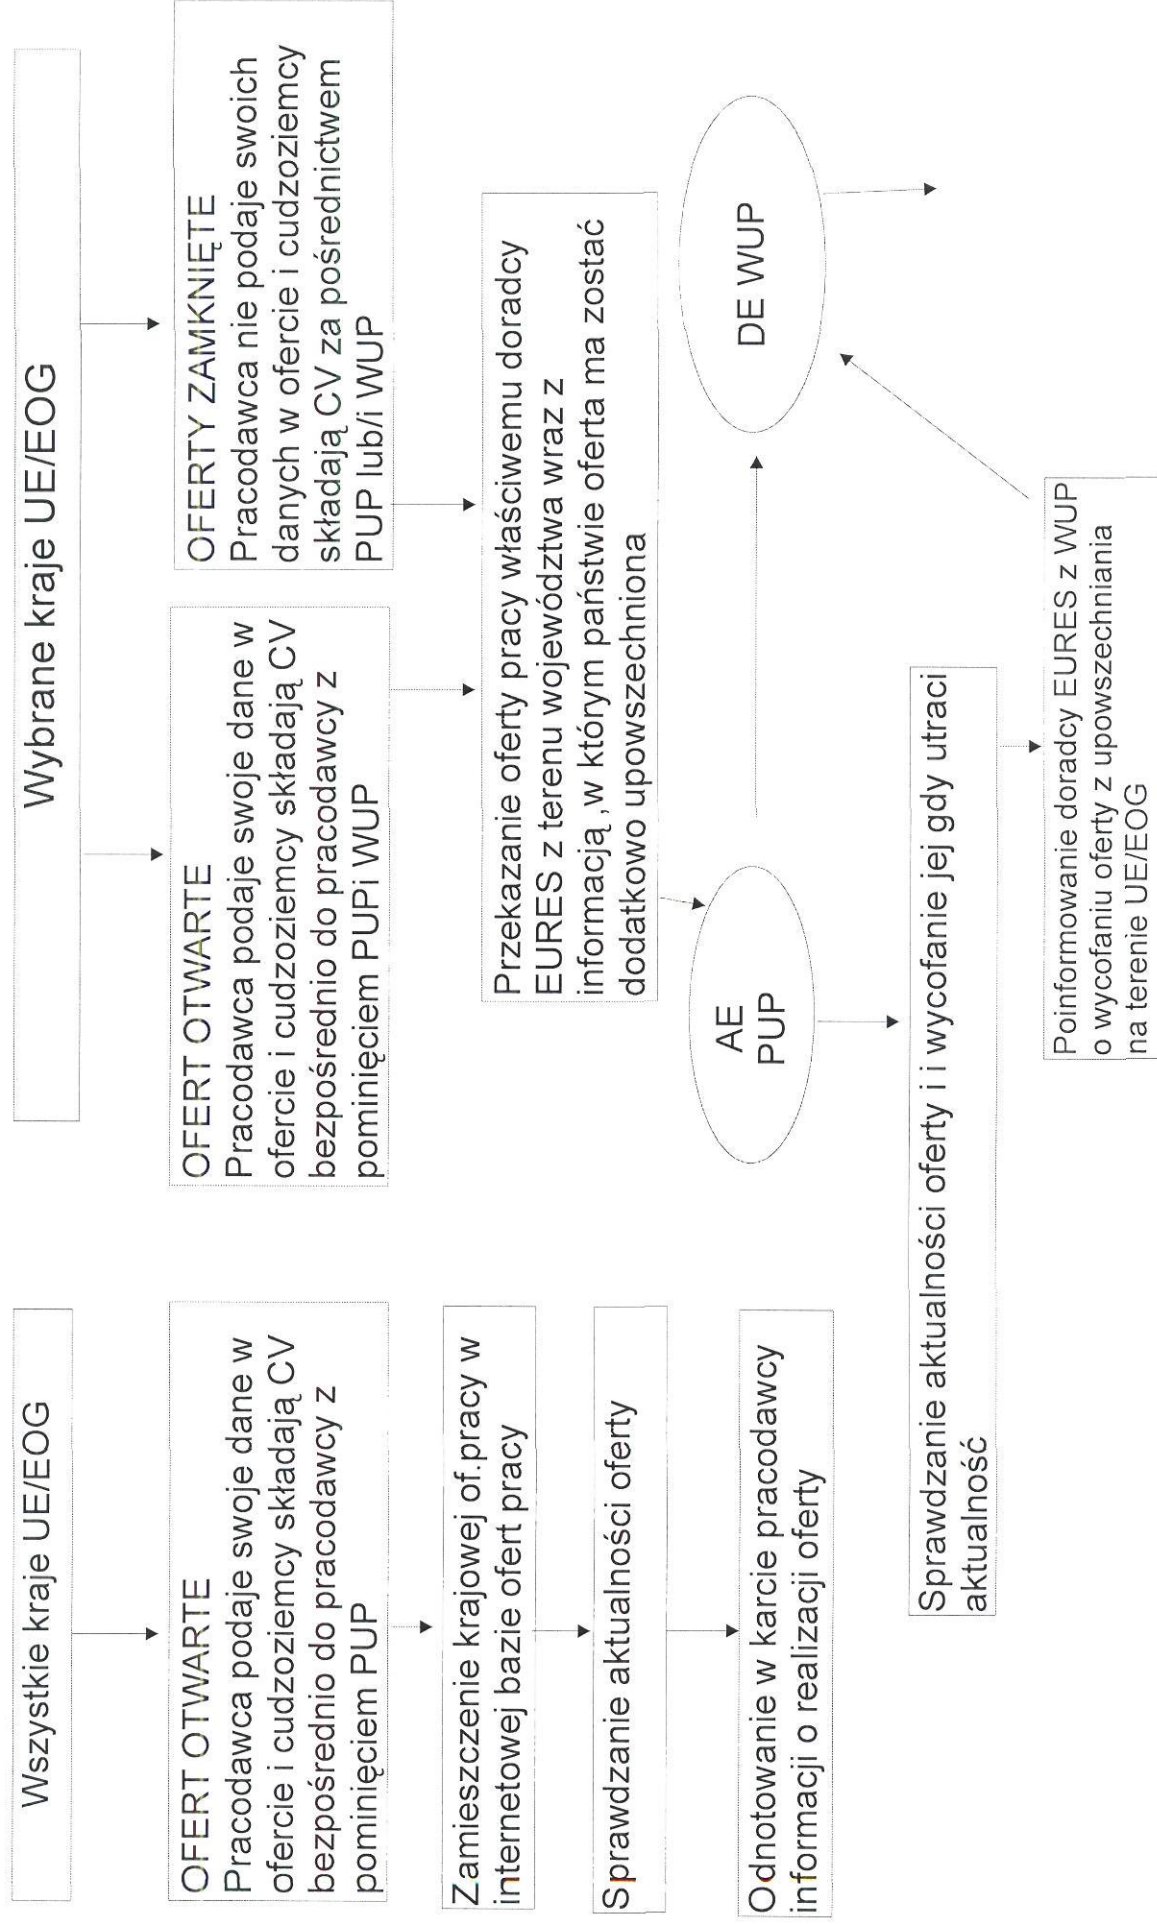 Wszystkie kraje UE/EOG
OFERT OTWARTE
Pracodawca podaje swoje dane w
ofercie i cudzoziemcy składają CV
bezpośrednio do pracodawcy z
pominięciem PUP
Zamieszczenie krajowej of.pracy w
internetowej bazie ofert pracy
Sprawdzanie aktualności oferty
Odnotowanie w karcie pracodawcy
informacji o realizacji oferty
Wybrane kraje UE/EOG
OFERT OTWARTE
Pracodawca podaje swoje dane w
ofercie i cudzoziemcy składają CV
bezpośrednio do pracodawcy z
pominięciem PUPi WUP
OFERTY ZAMKNIĘTE
Pracodawca nie podaje swoich
danych w ofercie i cudzoziemcy
składają CV za pośrednictwem
PUP lub/i WUP
Przekazanie oferty pracy właściwemu doradcy
EURES z terenu województwa wraz z
informacją ,w którym państwie oferta ma zostać
dodatkowo upowszechniona
AE
PUP
DE WUP
Sprawdzanie aktualności oferty i i wycofanie jej gdy utraci
aktualność
Poinformowanie doradcy EURES z WUP
o wycofaniu oferty z upowszechniania
na terenie UE/EOG